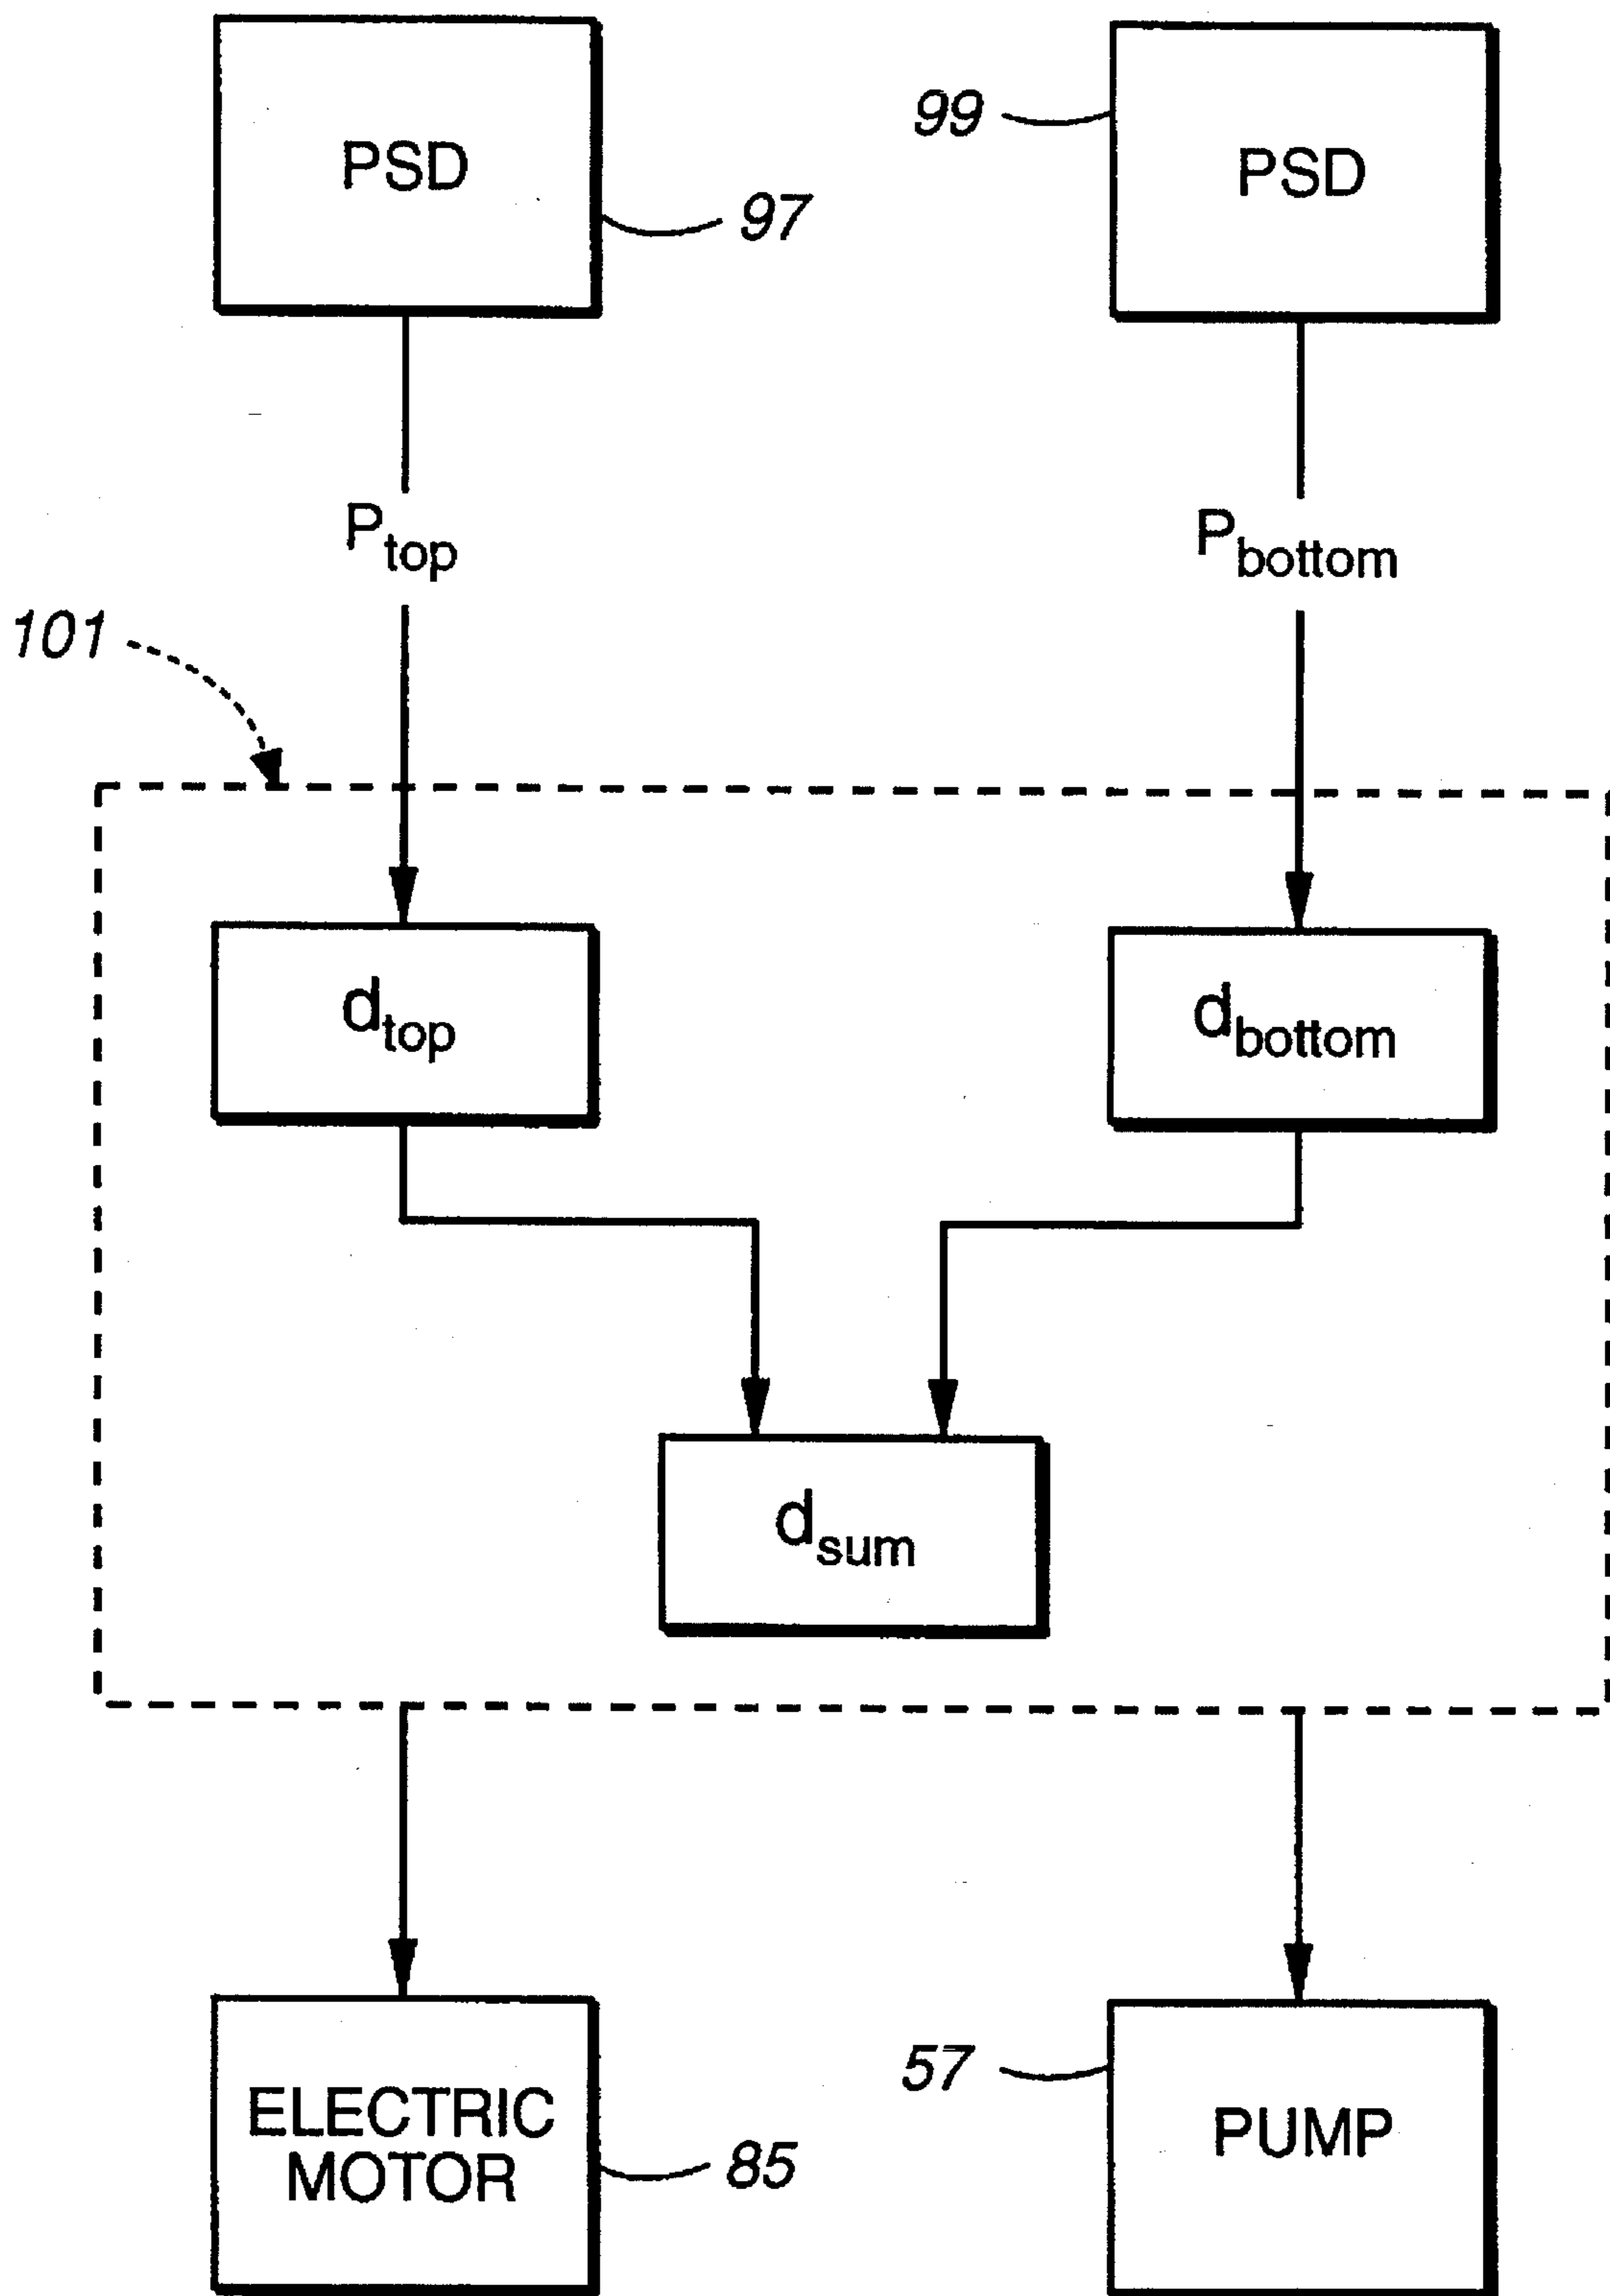 PSD
97
99
PSD
P_top
P_bottom
101
d_top
d_bottom
d_sum
ELECTRIC
MOTOR
85
57
PUMP